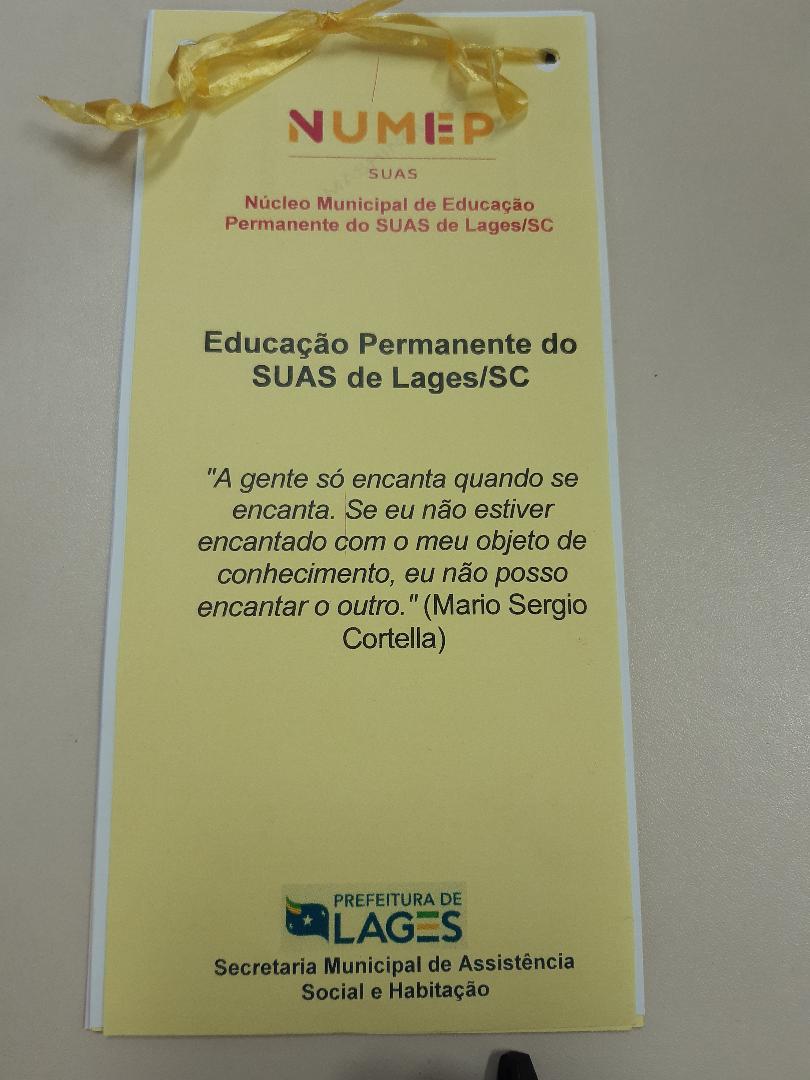 NUMEP
SUAS
Núcleo Municipal de Educação
Permanente do SUAS de Lages/SC
Educação Permanente do
SUAS de Lages/SC
"A gente só encanta quando se
encanta. Se eu não estiver
encantado com o meu objeto de
conhecimento, eu não posso
encantar o outro." (Mario Sergio
Cortella)
PREFEITURA DE
LAGES
Secretaria Municipal de Assistência
Social e Habitação